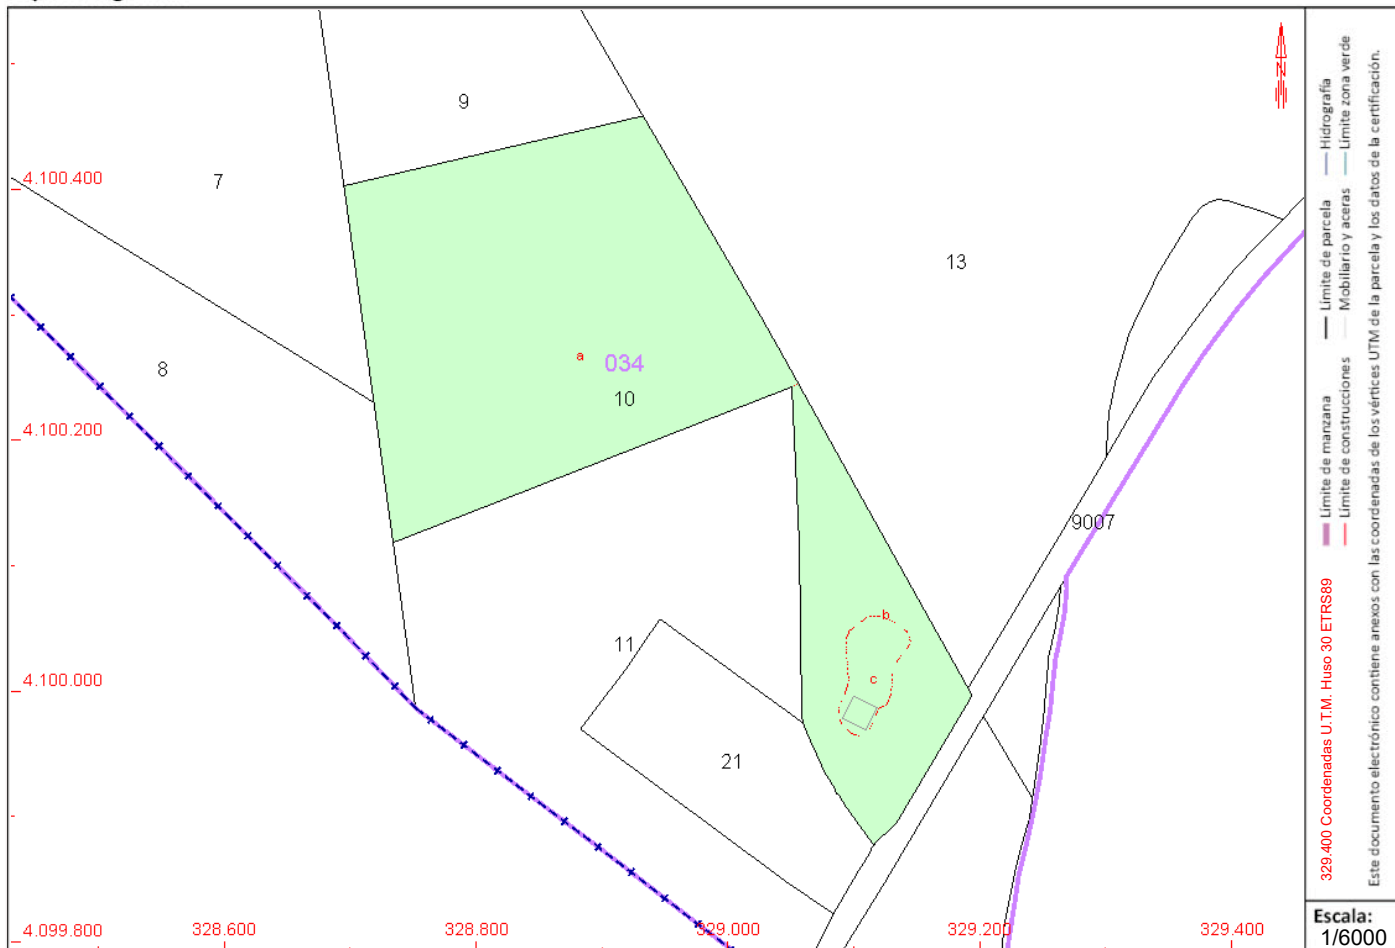 9
4.100.400
7
13
a
034
8
10
4.100.200
9007
b
11
c
4.100.000
21
4.099.800
328.600
328.800
329.000
329.200
329.400
N
Hidrografía
Límite zona verde
Límite de parcela
Mobiliario y aceras
Límite de manzana
Límite de construcciones
329.400 Coordenadas U.T.M. Huso 30 ETRS89
Este documento electrónico contiene anexos con las coordenadas de los vértices UTM de la parcela y los datos de la certificación.
Escala:
1/6000